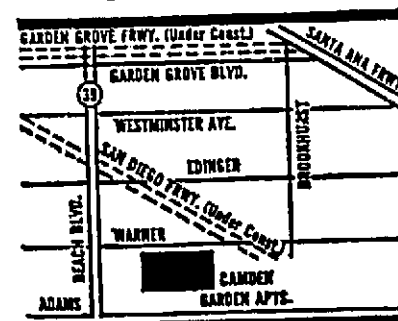 GARDEN GROVE FRWY. (Under Const.)
SANTA ANA FRWY.
GARDEN GROVE BLVD.
39
WESTMINSTER AVE.
BROOKHURST
SAN DIEGO FRWY. (Under Const.)
EDINGER
BEACH BLVD.
WARNER
CAMDEN
GARDEN APTS.
ADAMS